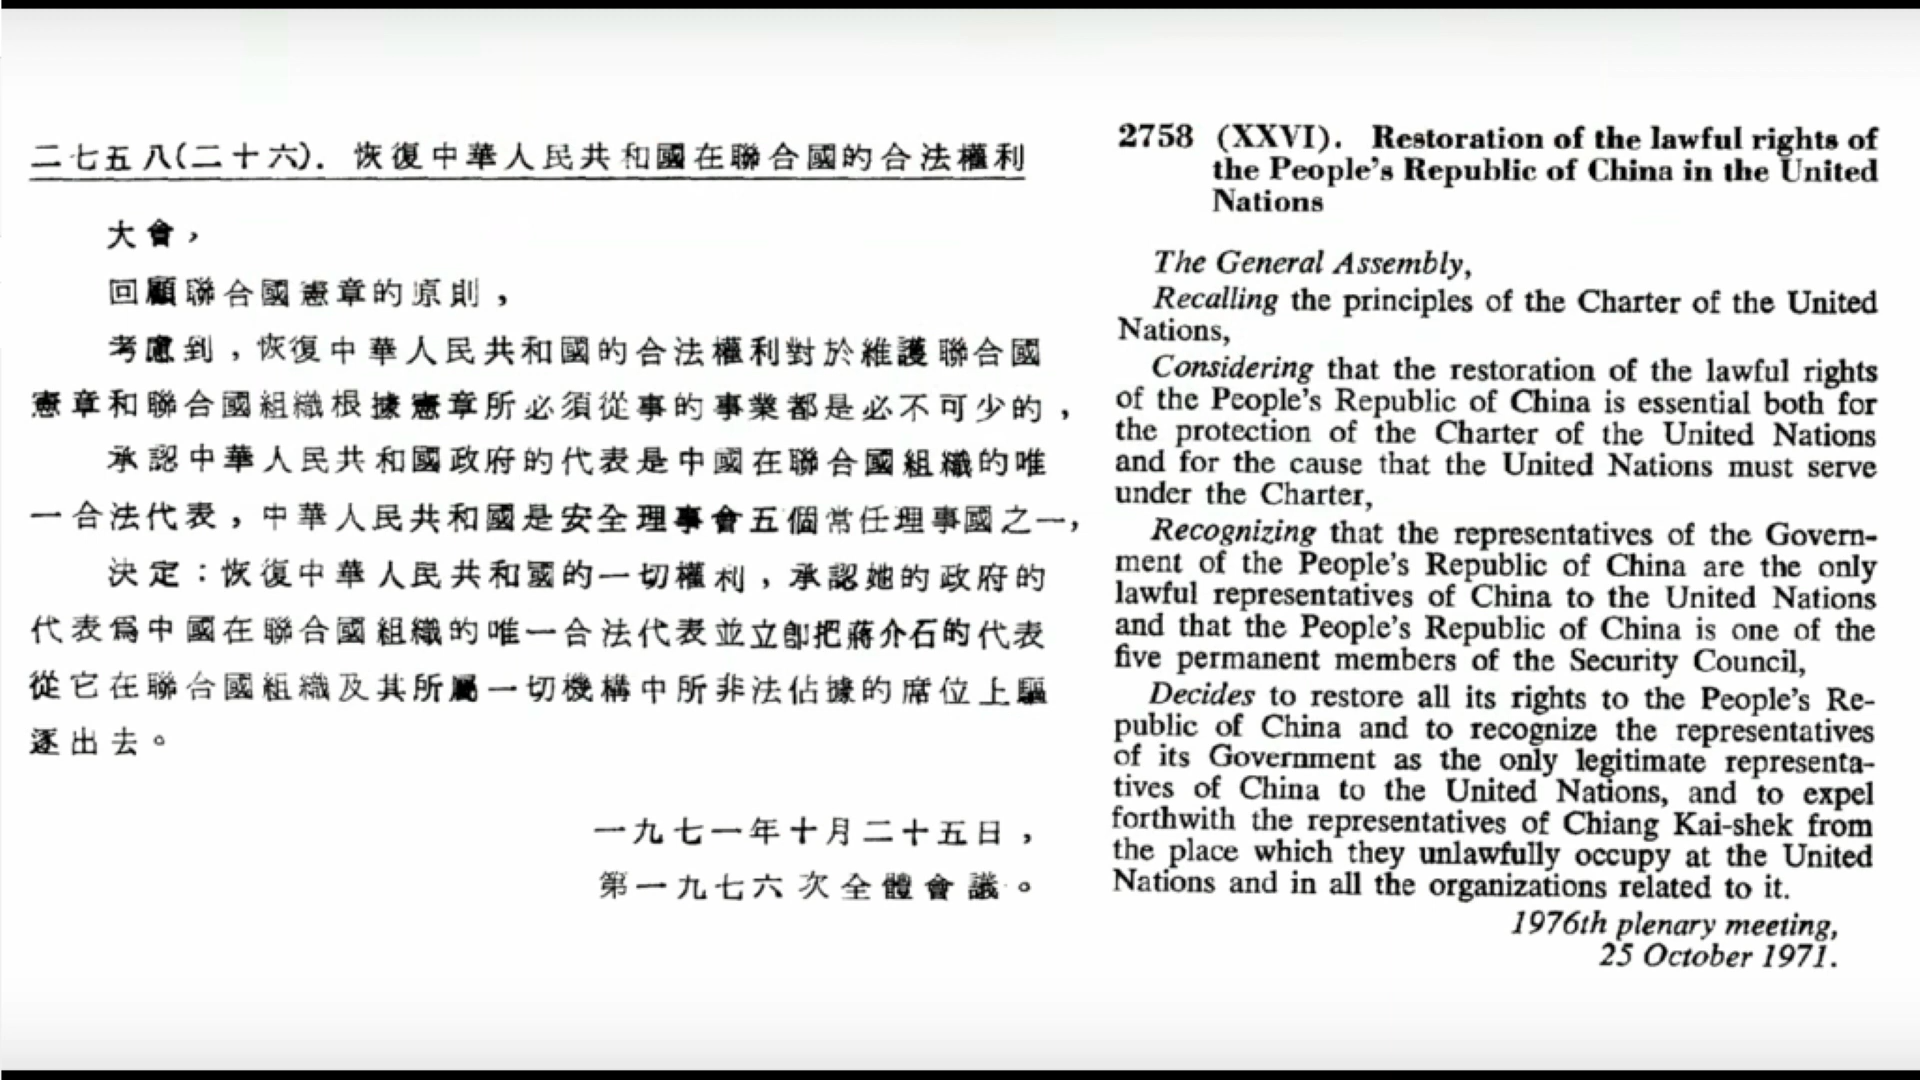 二七五八(二十六). 恢復中華人民共和國在聯合國的合法權利
大會，
回顧聯合國憲章的原則，
考慮到，恢復中華人民共和國的合法權利對於維護聯合國
憲章和聯合國組織根據憲章所必須從事的事業都是必不可少的，
承認中華人民共和國政府的代表是中國在聯合國組織的唯
一合法代表，中華人民共和國是安全理事會五個常任理事國之一，
決定：恢復中華人民共和國的一切權利，承認她的政府的
代表爲中國在聯合國組織的唯一合法代表並立卽把蔣介石的代表
從它在聯合國組織及其所屬一切機構中所非法佔據的席位上驅
逐出去。
一九七一年十月二十五日，
第一九七六次全體會議。
2758 (XXVI). Restoration of the lawful rights of
the People's Republic of China in the United
Nations
The General Assembly,
Recalling the principles of the Charter of the United
Nations,
Considering that the restoration of the lawful rights
of the People's Republic of China is essential both for
the protection of the Charter of the United Nations
and for the cause that the United Nations must serve
under the Charter,
Recognizing that the representatives of the Govern-
ment of the People's Republic of China are the only
lawful representatives of China to the United Nations
and that the People's Republic of China is one of the
five permanent members of the Security Council,
Decides to restore all its rights to the People's Re-
public of China and to recognize the representatives
of its Government as the only legitimate representa-
tives of China to the United Nations, and to expel
forthwith the representatives of Chiang Kai-shek from
the place which they unlawfully occupy at the United
Nations and in all the organizations related to it.
1976th plenary meeting,
25 October 1971.